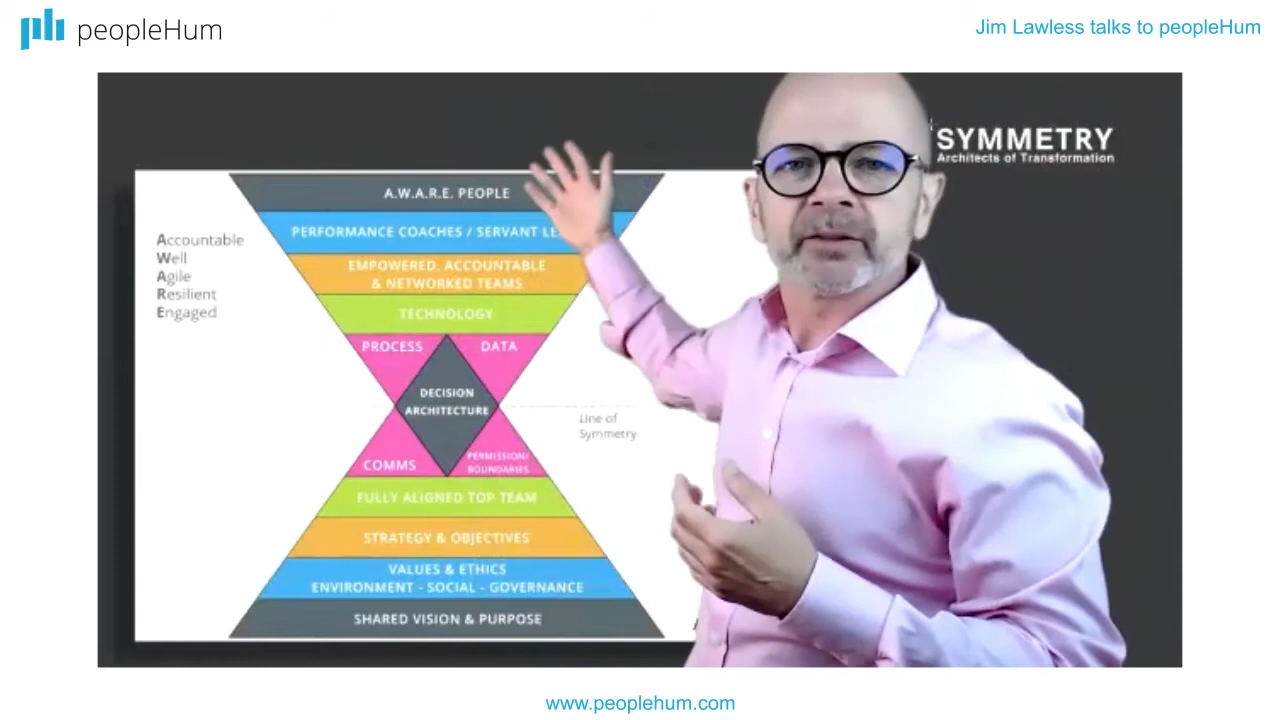 peopleHum
Jim Lawless talks to peopleHum
SYMMETRY
Architects of Transformation
A.W.A.R.E. PEOPLE
PERFORMANCE COACHES / SERVANT
Accountable
Well
Agile
Resilient
Engaged
EMPOWERED, ACCOUNTABLE
& NETWORKED TEAMS
TECHNOLOGY
PROCESS
DATA
DECISION
ARCHITECTURE
Line of
Symmetry
COMMS
PERMISSION/
BOUNDARIES
FULLY ALIGNED TOP TEAM
STRATEGY & OBJECTIVES
VALUES & ETHICS
ENVIRONMENT - SOCIAL - GOVERNANCE
SHARED VISION & PURPOSE
www.peoplehum.com